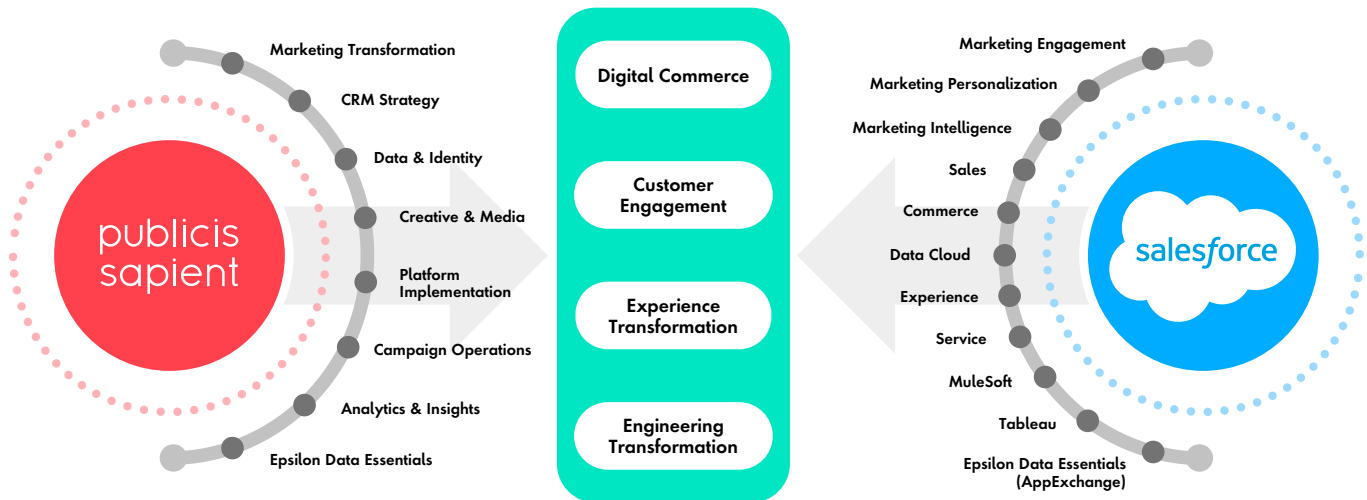 publicis
sapient
Marketing Transformation
CRM Strategy
Data & Identity
Creative & Media
Platform
Implementation
Campaign Operations
Analytics & Insights
Epsilon Data Essentials
Digital Commerce
Customer
Engagement
Experience
Transformation
Engineering
Transformation
Marketing Engagement
Marketing Personalization
Marketing Intelligence
Sales
Commerce
Data Cloud
Experience
Service
MuleSoft
Tableau
Epsilon Data Essentials
(AppExchange)
salesforce